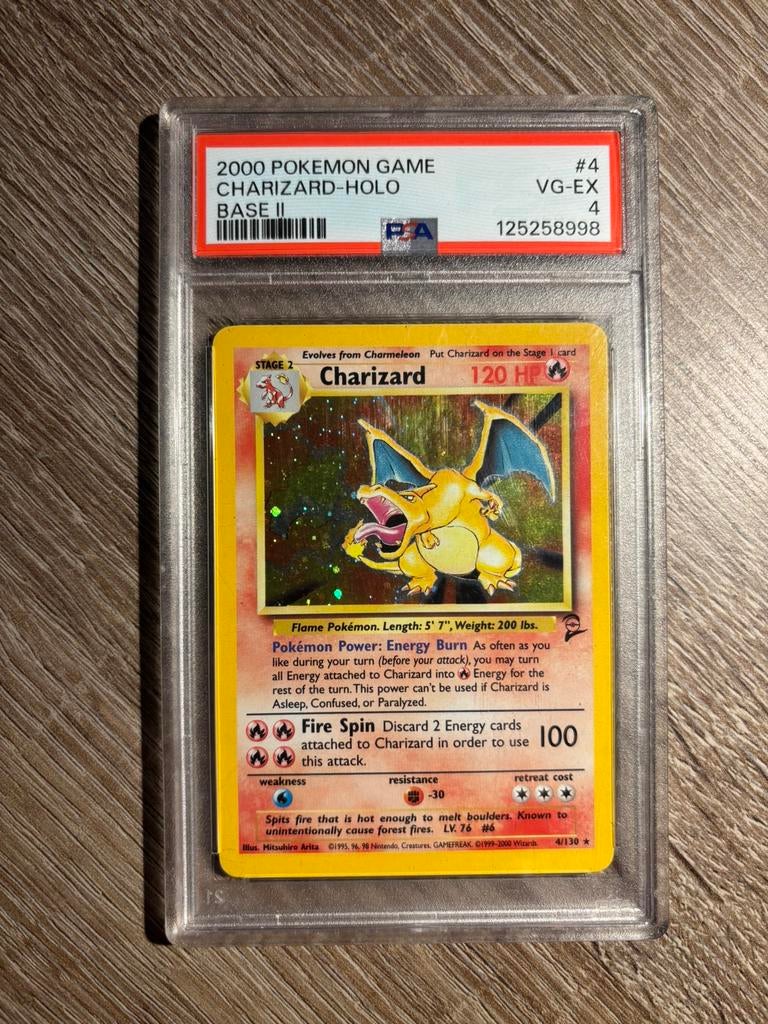 2000 POKEMON GAME #4
CHARIZARD-HOLO VG-EX
BASE II 4
PSA 125258998
Evolves from Charmeleon Put Charizard on the Stage 1 card
STAGE 2
Charizard 120 HP
Flame Pokémon. Length: 5' 7", Weight: 200 lbs.
Pokémon Power: Energy Burn As often as you
like during your turn (before your attack), you may turn
all Energy attached to Charizard into Energy for the
rest of the turn. This power can't be used if Charizard is
Asleep, Confused, or Paralyzed.
Fire Spin Discard 2 Energy cards
attached to Charizard in order to use 100
this attack.
weakness resistance retreat cost
-30
Spits fire that is hot enough to melt boulders. Known to
unintentionally cause forest fires. LV. 76 #6
Illus. Mitsuhiro Arita ©1995, 96, 98 Nintendo, Creatures, GAMEFREAK. ©1999-2000 Wizards. 4/130 ★